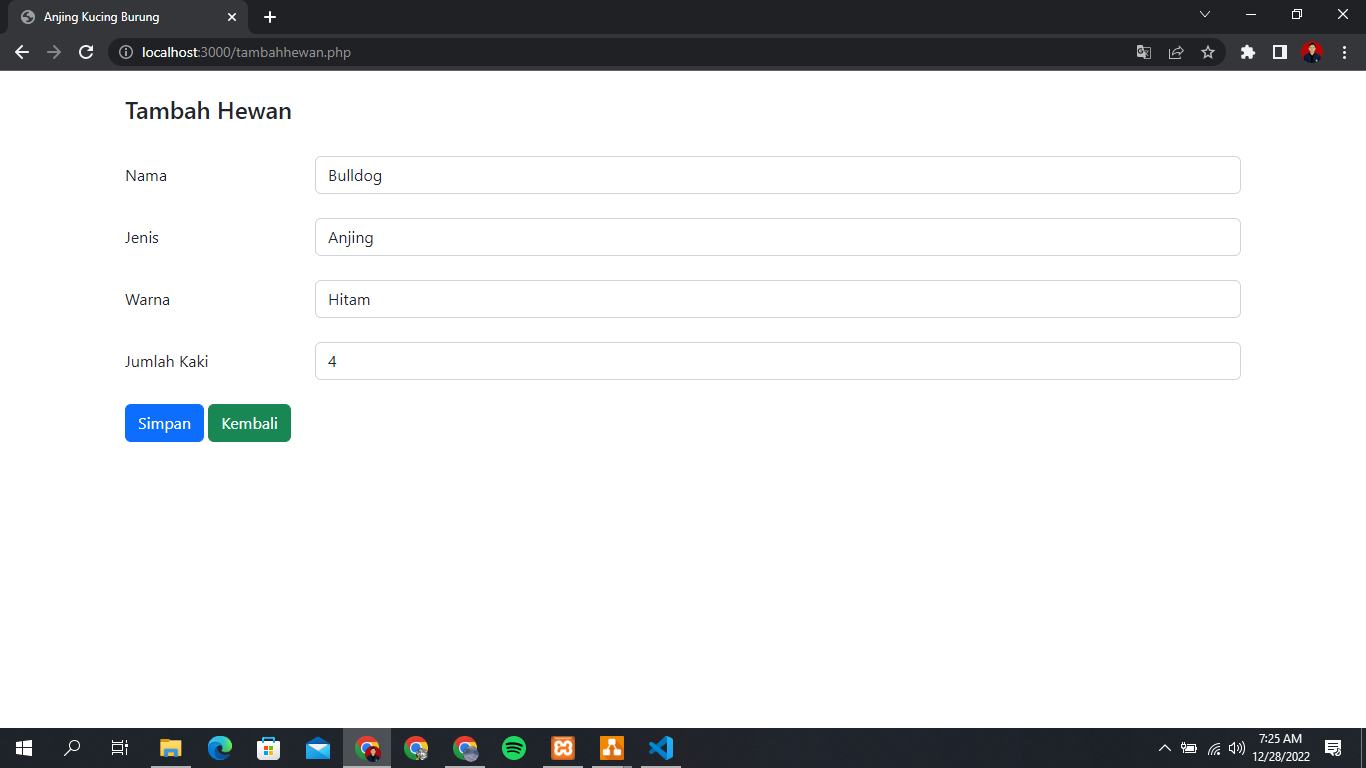 Anjing Kucing Burung
localhost:3000/tambahhewan.php
Tambah Hewan
Nama
Bulldog
Jenis
Anjing
Warna
Hitam
Jumlah Kaki
4
Simpan
Kembali
7:25 AM
12/28/2022